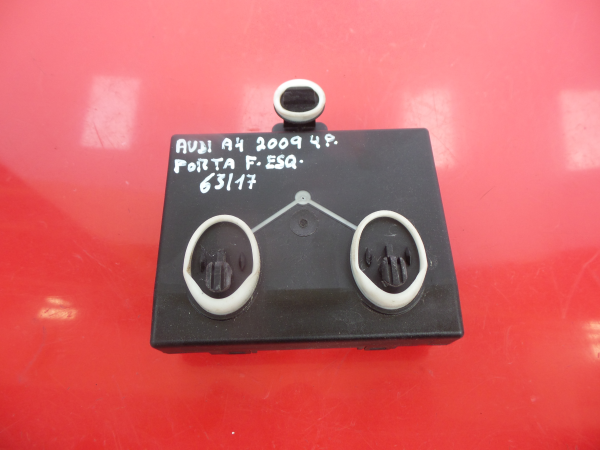 AUDI A4 2009 4P.
PORTA F. ESQ.
63/17